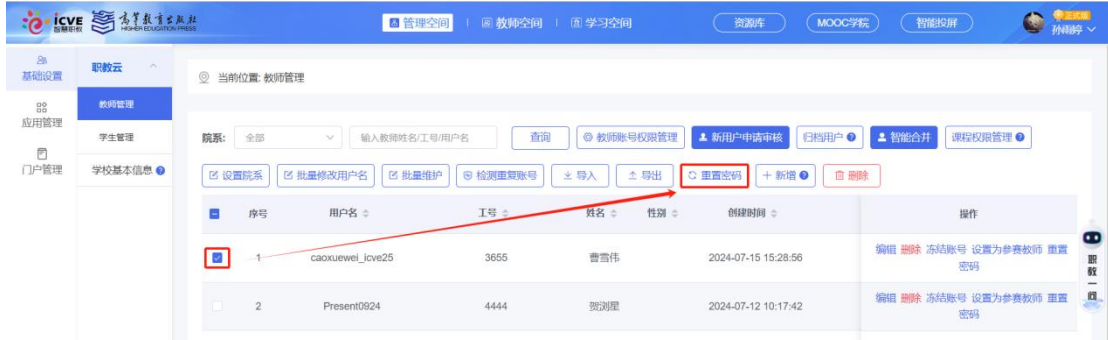 icve 智慧职教 高等教育出版社 HIGHER EDUCATION PRESS 管理空间 教师空间 学习空间 资源库 MOOC学院 智能投屏 正式版
孙雨婷
基础设置
应用管理
门户管理
职教云
教师管理
学生管理
学校基本信息
当前位置: 教师管理
院系: 全部 输入教师姓名/工号/用户名 查询 教师账号权限管理 新用户申请审核 归档用户 智能合并 课程权限管理
设置院系 批量修改用户名 批量维护 检测重复账号 导入 导出 重置密码 新增 删除
序号 用户名 工号 姓名 性别 创建时间 操作
1 caoxuewei_icve25 3655 曹雪伟 2024-07-15 15:28:56 编辑 删除 冻结账号 设置为参赛教师 重置
密码
2 Present0924 4444 贺浏星 2024-07-12 10:17:42 编辑 删除 冻结账号 设置为参赛教师 重置
密码
职教一问